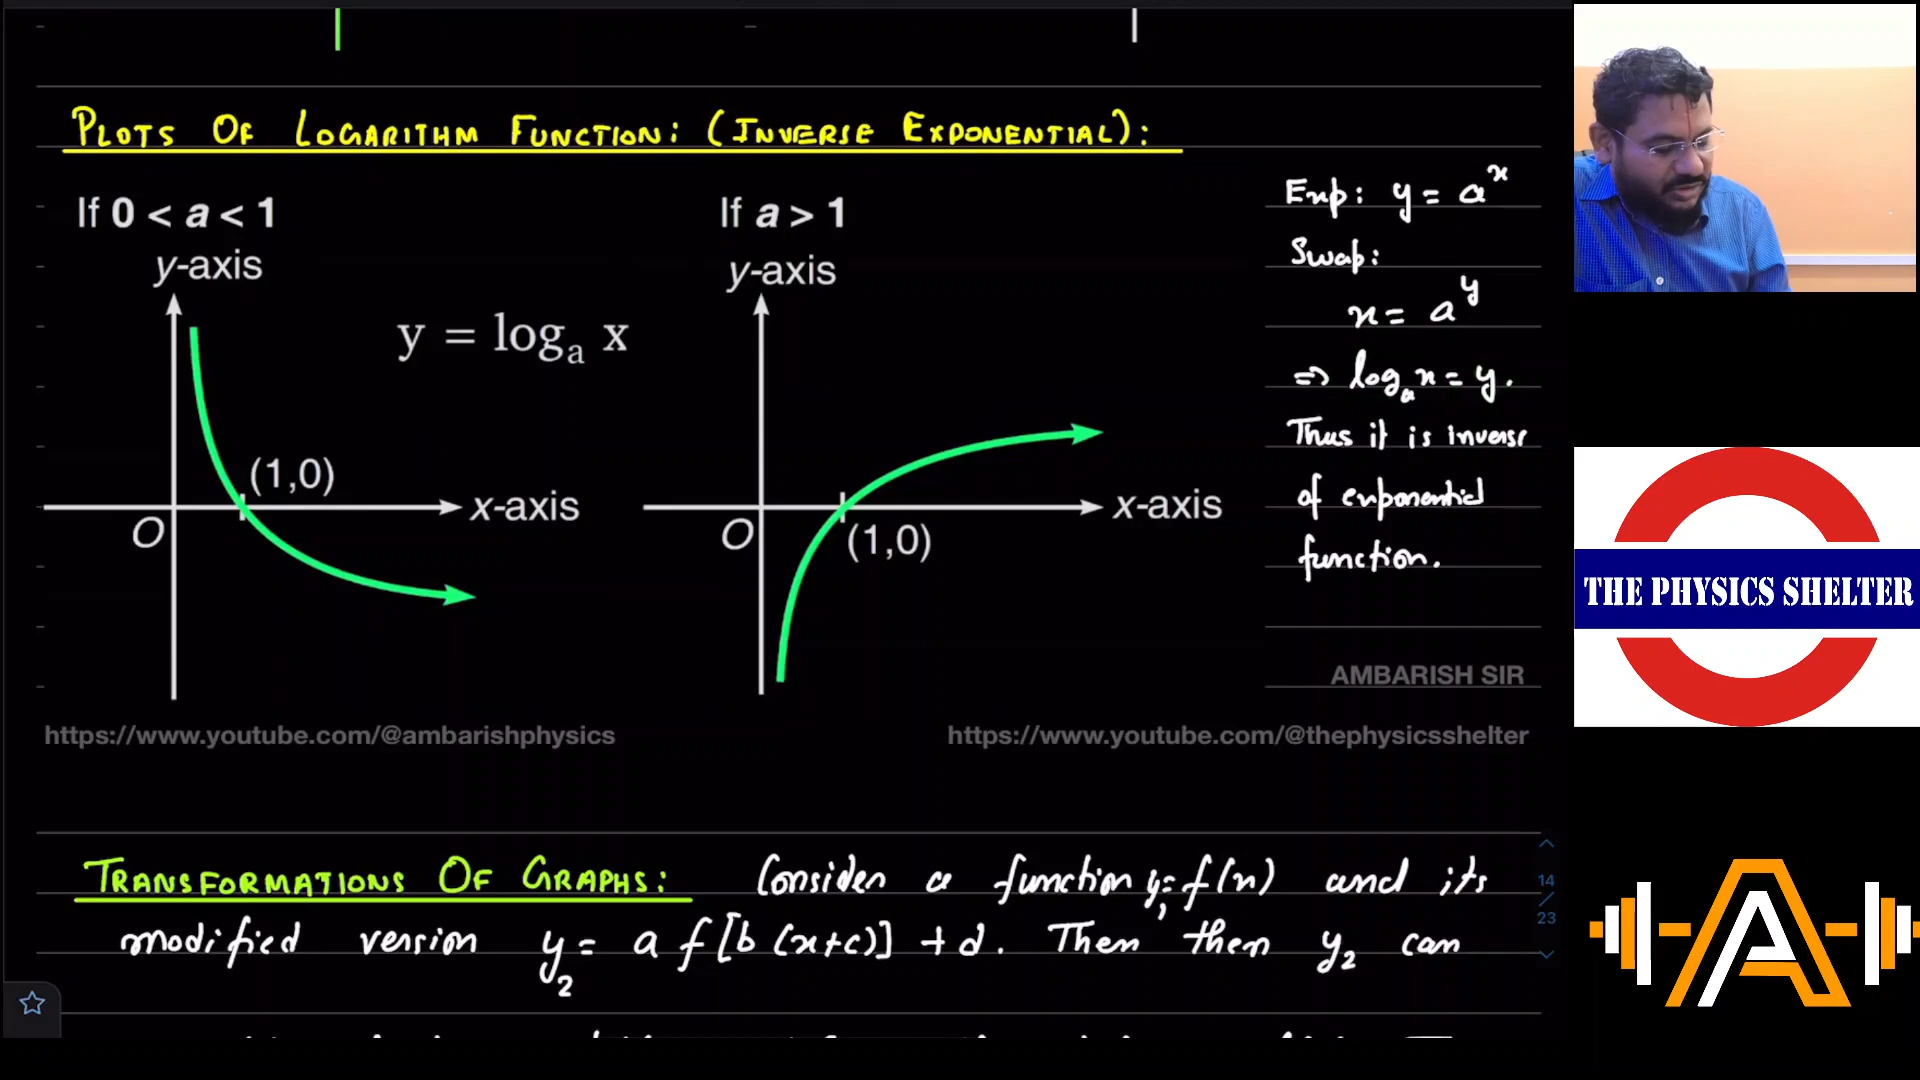 PLOTS OF LOGARITHM FUNCTION: (INVERSE EXPONENTIAL):
If 0 < a < 1
y-axis
y = logₐ x
(1,0)
O
x-axis
If a > 1
y-axis
(1,0)
O
x-axis
Exp: y = aˣ
Swap:
x = a^y
⇒ logₐx = y.
Thus it is inverse
of exponential
function.
AMBARISH SIR
https://www.youtube.com/@ambarishphysics
https://www.youtube.com/@thephysicsshelter
TRANSFORMATIONS OF GRAPHS: Consider a function y₁=f(x) and its
modified version y₂= a f[b(x+c)] +d. Then then y₂ can
14
23
THE PHYSICS SHELTER
A